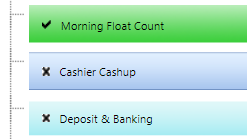 Morning Float Count
Cashier Cashup
Deposit & Banking